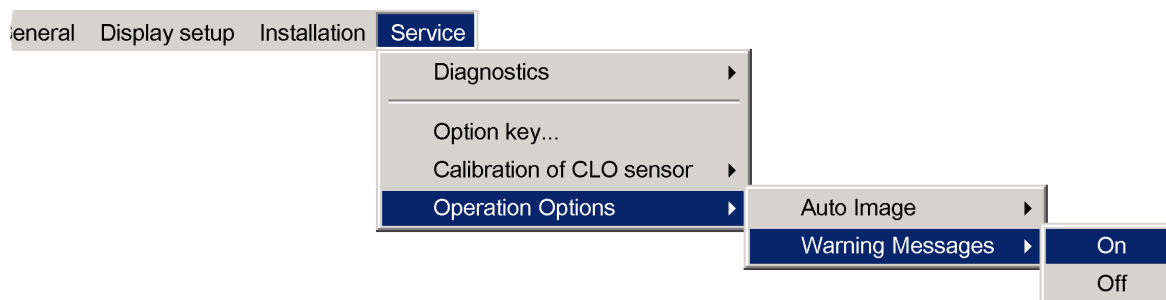 eneral Display setup Installation Service
Diagnostics
Option key...
Calibration of CLO sensor
Operation Options
Auto Image
Warning Messages
On
Off